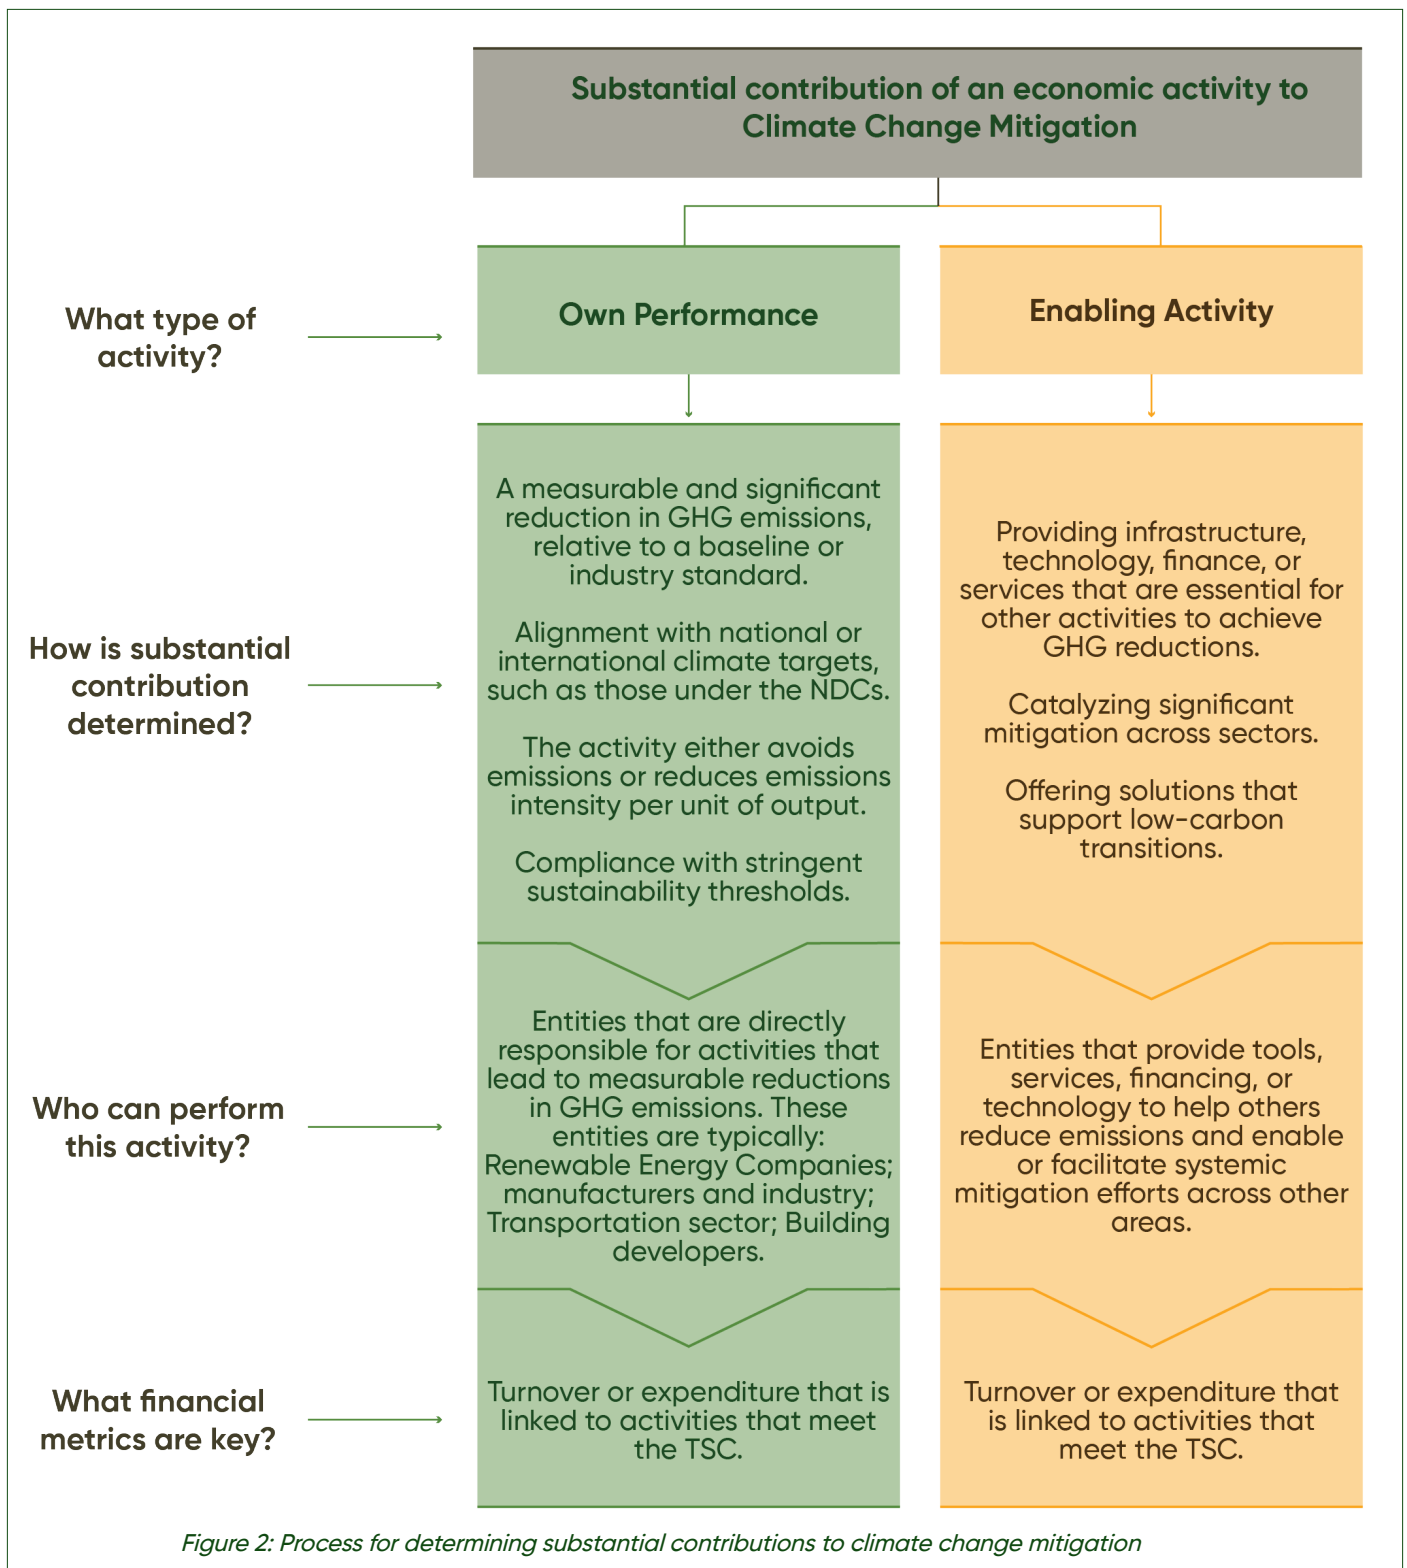 Substantial contribution of an economic activity to
Climate Change Mitigation
What type of
activity?
Own Performance
Enabling Activity
How is substantial
contribution
determined?
A measurable and significant
reduction in GHG emissions,
relative to a baseline or
industry standard.
Alignment with national or
international climate targets,
such as those under the NDCs.
The activity either avoids
emissions or reduces emissions
intensity per unit of output.
Compliance with stringent
sustainability thresholds.
Providing infrastructure,
technology, finance, or
services that are essential for
other activities to achieve
GHG reductions.
Catalyzing significant
mitigation across sectors.
Offering solutions that
support low-carbon
transitions.
Who can perform
this activity?
Entities that are directly
responsible for activities that
lead to measurable reductions
in GHG emissions. These
entities are typically:
Renewable Energy Companies;
manufacturers and industry;
Transportation sector; Building
developers.
Entities that provide tools,
services, financing, or
technology to help others
reduce emissions and enable
or facilitate systemic
mitigation efforts across other
areas.
What financial
metrics are key?
Turnover or expenditure that is
linked to activities that meet
the TSC.
Turnover or expenditure that
is linked to activities that
meet the TSC.
Figure 2: Process for determining substantial contributions to climate change mitigation